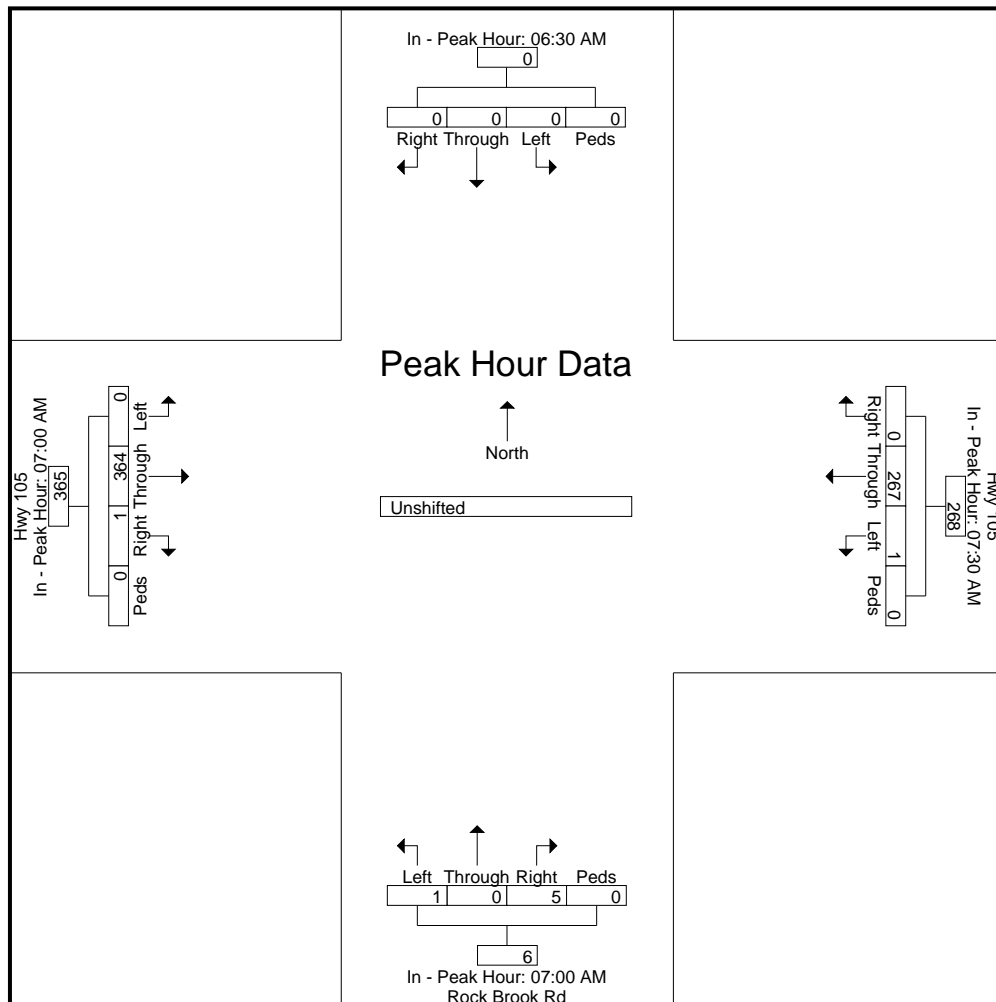 In - Peak Hour: 06:30 AM
0
0 0 0 0
Right Through Left Peds
Peak Hour Data
North
Unshifted
Hwy 105
In - Peak Hour: 07:00 AM
365
0 364 1 0
Left Through Right Peds
Hwy 105
In - Peak Hour: 07:30 AM
268
0 267 1 0
Right Through Left Peds
Left Through Right Peds
1 0 5 0
6
In - Peak Hour: 07:00 AM
Rock Brook Rd